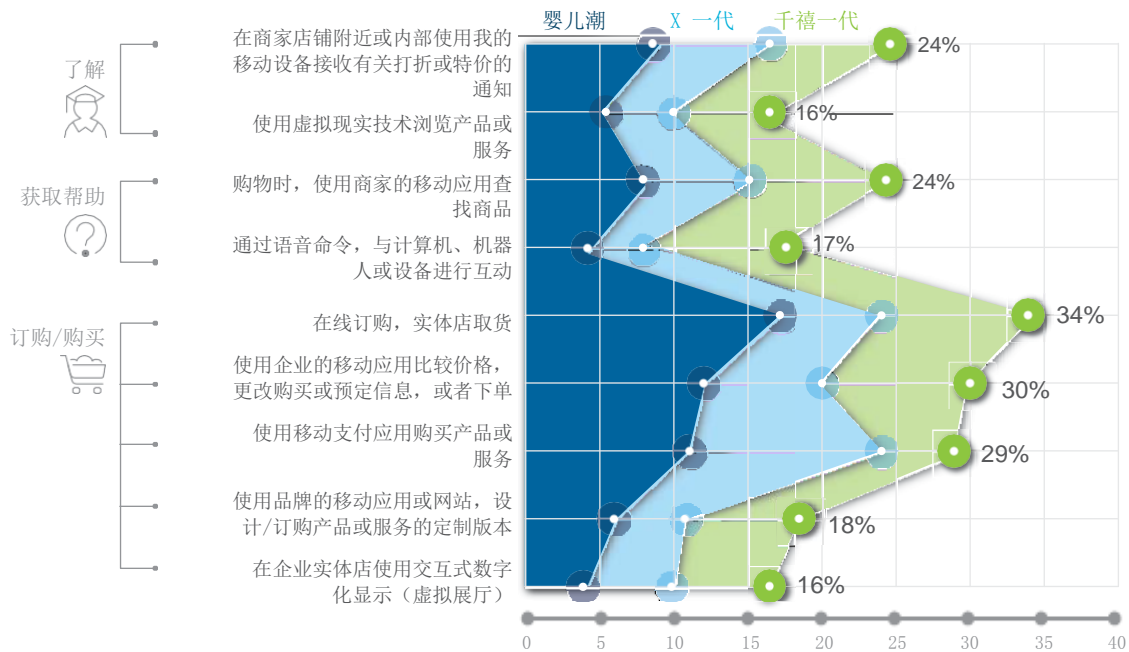 婴儿潮
X 一代
千禧一代
了解
在商家店铺附近或内部使用我的
移动设备接收有关打折或特价的
通知
24%
使用虚拟现实技术浏览产品或
服务
16%
获取帮助
购物时，使用商家的移动应用查
找商品
24%
通过语音命令，与计算机、机器
人或设备进行互动
17%
订购/购买
在线订购，实体店取货
34%
使用企业的移动应用比较价格，
更改购买或预定信息，或者下单
30%
使用移动支付应用购买产品或
服务
29%
使用品牌的移动应用或网站，设
计/订购产品或服务的定制版本
18%
在企业实体店使用交互式数字
化显示（虚拟展厅）
16%
0 5 10 15 20 25 30 35 40